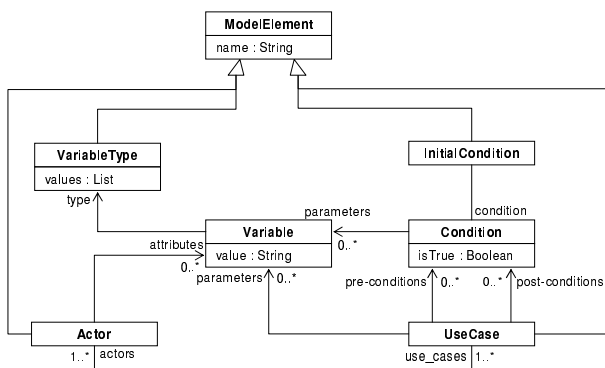 ModelElement
name : String
VariableType
values : List
type
InitialCondition
condition
Variable
value : String
attributes
0..*
parameters
0..*
parameters
0..*
Condition
isTrue : Boolean
pre-conditions
0..*
0..*
post-conditions
Actor
1..*
actors
UseCase
use_cases
1..*